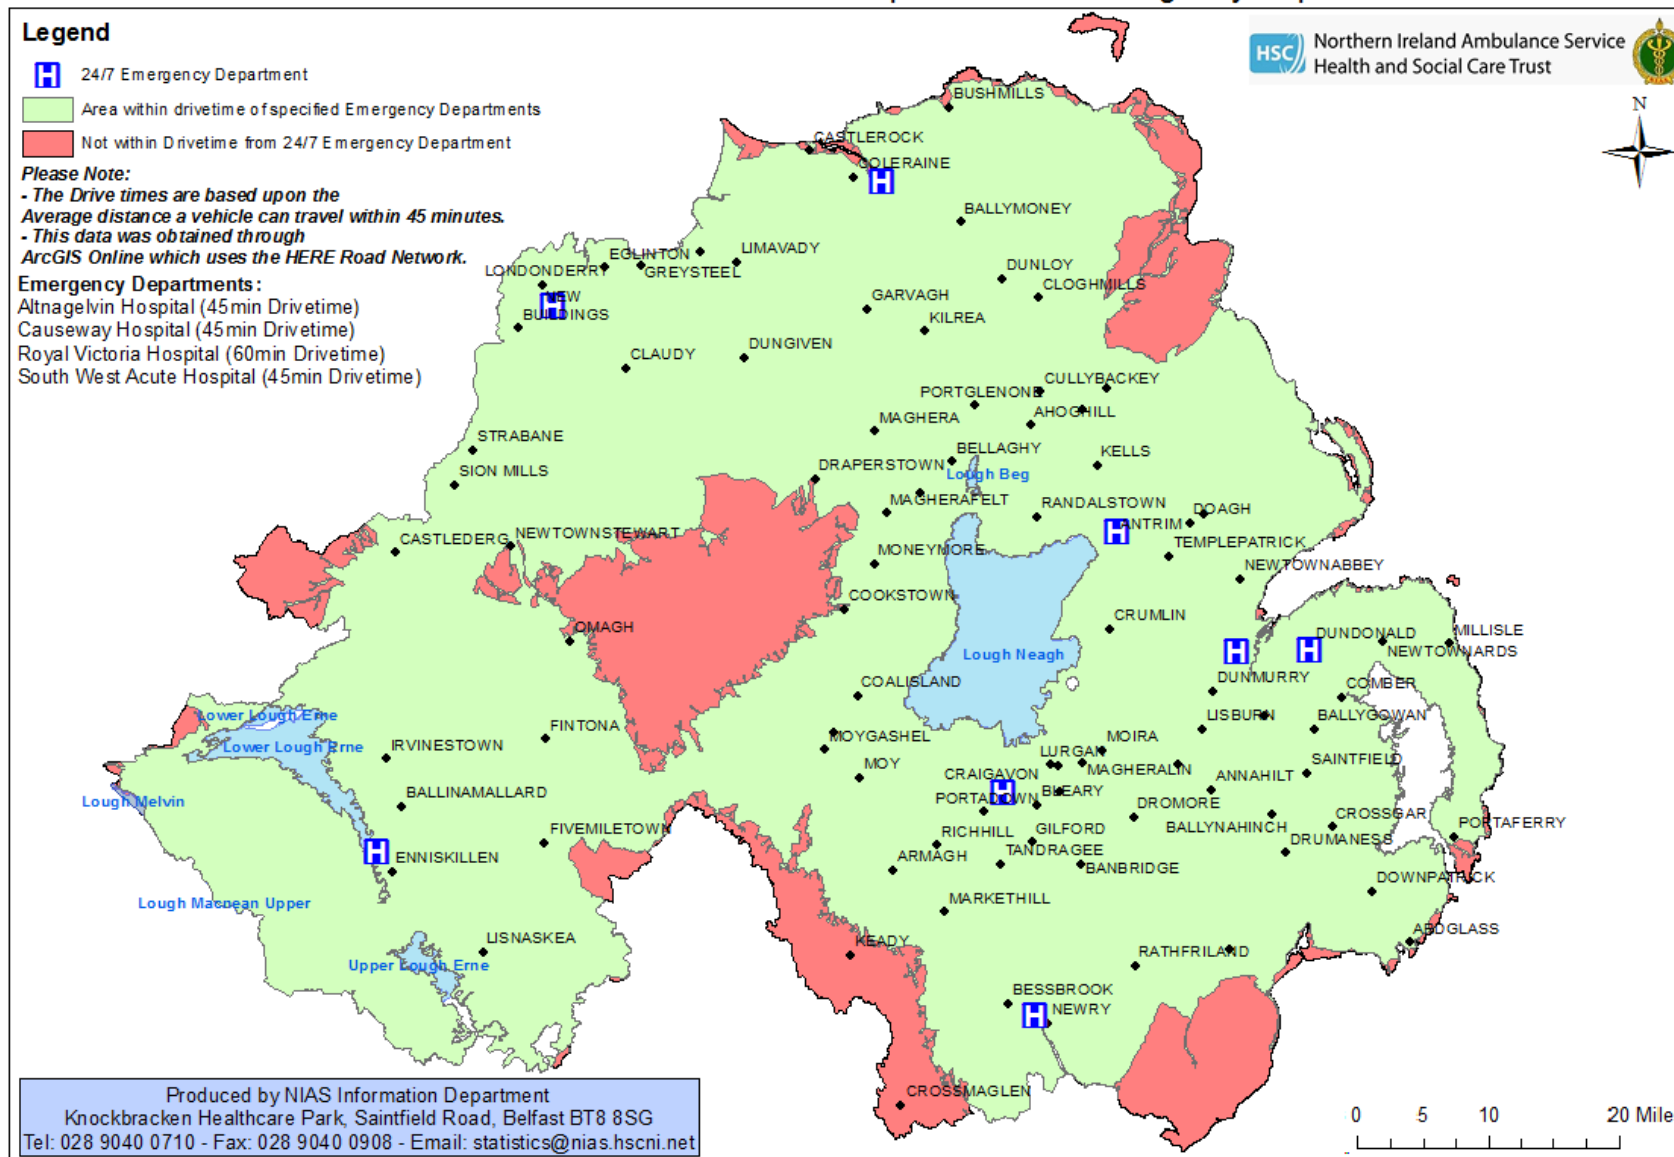 Legend
24/7 Emergency Department
Area within drivetime of specified Emergency Departments
Not within Drivetime from 24/7 Emergency Department
Please Note:
- The Drive times are based upon the
Average distance a vehicle can travel within 45 minutes.
- This data was obtained through
ArcGIS Online which uses the HERE Road Network.
Emergency Departments:
Altnagelvin Hospital (45min Drivetime)
Causeway Hospital (45min Drivetime)
Royal Victoria Hospital (60min Drivetime)
South West Acute Hospital (45min Drivetime)
HSC
Northern Ireland Ambulance Service
Health and Social Care Trust
N
BUSHMILLS
CASTLEROCK
COLERAINE
H
BALLYMONEY
LIMAVADY
EGLINTON
GREYSTEEL
LONDONDERRY
DUNLOY
CLOGHMILLS
NEW
BUILDINGS
H
GARVAGH
KILREA
DUNGIVEN
CLAUDY
CULLYBACKEY
PORTGLENONE
AHOGHILL
MAGHERA
STRABANE
BELLAGHY
KELLS
DRAPERSTOWN
SION MILLS
Lough Beg
MAGHERAFELT
RANDALSTOWN
DOAGH
H
ANTRIM
NEWTOWNSTEWART
CASTLEDERG
TEMPLEPATRICK
MONEYMORE
NEWTOWNABBEY
COOKSTOWN
CRUMLIN
OMAGH
H
H
DUNDONALD
MILLISLE
NEWTOWNARDS
Lough Neagh
DUNMURRY
COMBER
COALISLAND
Lower Lough Erne
LISBURN
BALLYGOWAN
FINTONA
MOYGASHEL
Lower Lough Erne
IRVINESTOWN
MOIRA
LURGAN
SAINTFIELD
MAGHERALIN
MOY
CRAIGAVON
ANNAHILT
H
BLEARY
BALLINAMALLARD
Lough Melvin
PORTADOWN
DROMORE
CROSSGAR
BALLYNAHINCH
PORTAFERRY
FIVEMILETOWN
RICHHILL
GILFORD
DRUMANESS
H
ENNISKILLEN
ARMAGH
TANDRAGEE
BANBRIDGE
DOWNPATRICK
MARKETHILL
Lough Macnean Upper
ARDGLASS
LISNASKEA
KEADY
RATHFRILAND
Upper Lough Erne
BESSBROOK
H
NEWRY
CROSSMAGLEN
Produced by NIAS Information Department
Knockbracken Healthcare Park, Saintfield Road, Belfast BT8 8SG
Tel: 028 9040 0710 - Fax: 028 9040 0908 - Email: statistics@nias.hscni.net
0 5 10 20 Mile